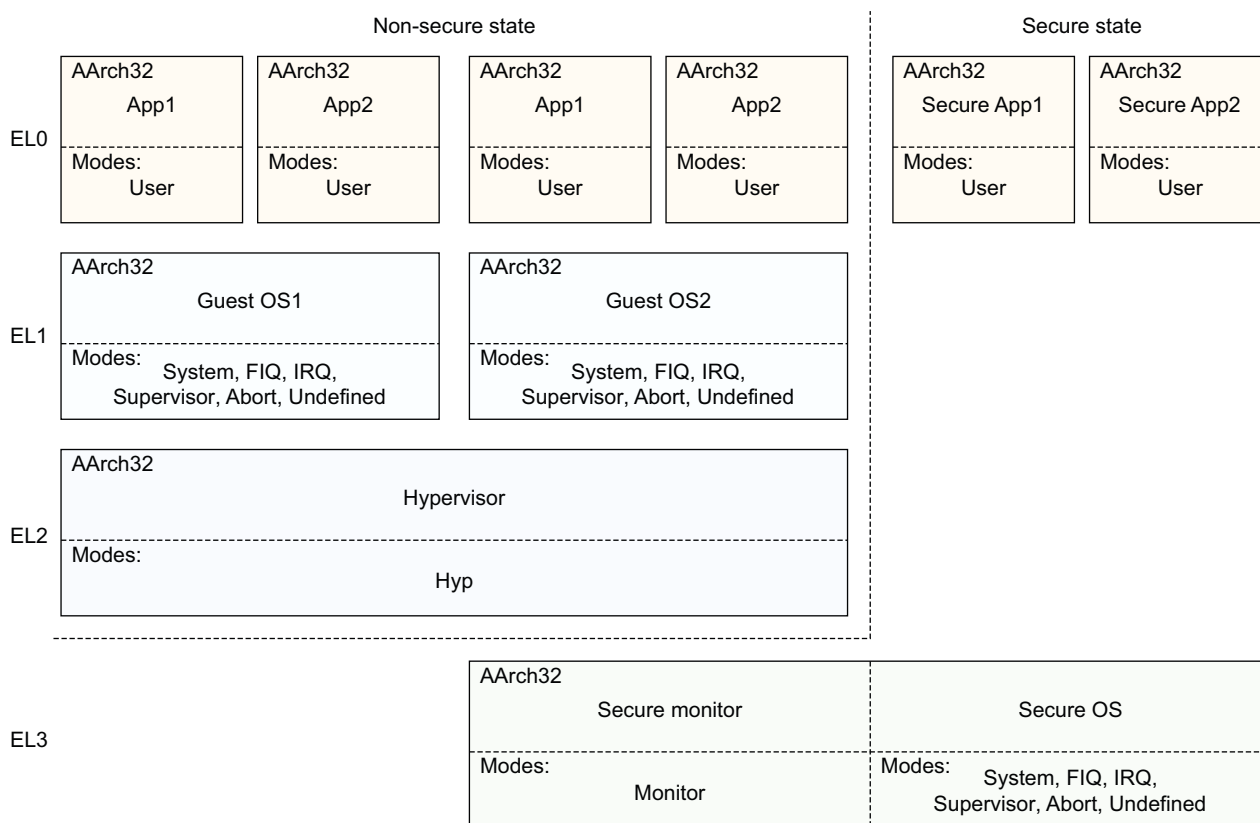 Non-secure state
Secure state
AArch32
App1
Modes:
User
AArch32
App2
Modes:
User
AArch32
App1
Modes:
User
AArch32
App2
Modes:
User
AArch32
Secure App1
Modes:
User
AArch32
Secure App2
Modes:
User
EL0
AArch32
Guest OS1
Modes:
System, FIQ, IRQ,
Supervisor, Abort, Undefined
AArch32
Guest OS2
Modes:
System, FIQ, IRQ,
Supervisor, Abort, Undefined
EL1
AArch32
Hypervisor
Modes:
Hyp
EL2
AArch32
Secure monitor
Modes:
Monitor
Secure OS
Modes:
System, FIQ, IRQ,
Supervisor, Abort, Undefined
EL3